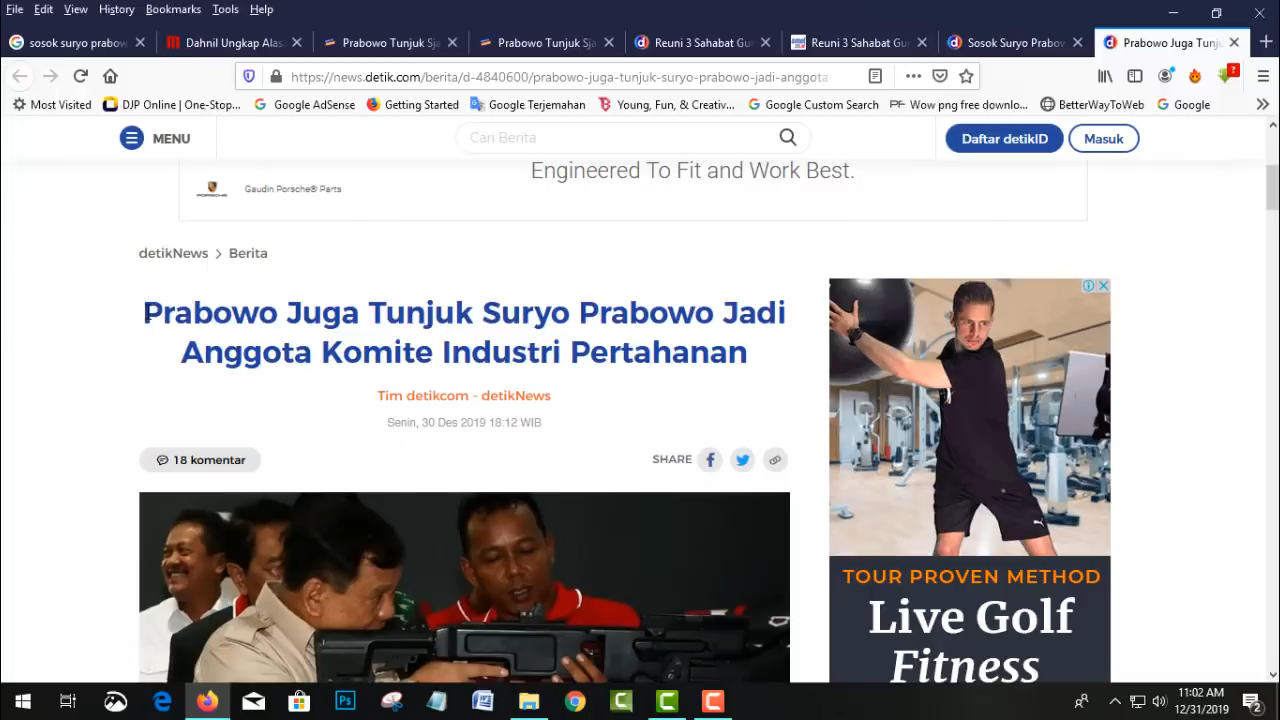 File Edit View History Bookmarks Tools Help
sosok suryo prabow
Dahnil Ungkap Alas
Prabowo Tunjuk Sja
Prabowo Tunjuk Sja
Reuni 3 Sahabat Gu
Reuni 3 Sahabat Gu
Sosok Suryo Prabow
Prabowo Juga Tunju
https://news.detik.com/berita/d-4840608/prabowo-juga-tunjuk-suryo-prabowo-jadi-anggota
2
Most Visited DJP Online | One-Stop... Google AdSense Getting Started Google Terjemahan Young, Fun, & Creativ... Google Custom Search Wow png free downlo... BetterWayToWeb Google
MENU
Cari Berita
Daftar detikID
Masuk
Engineered To Fit and Work Best.
PORSCHE
Gaudin Porsche® Parts
detikNews > Berita
Prabowo Juga Tunjuk Suryo Prabowo Jadi
Anggota Komite Industri Pertahanan
Tim detikcom - detikNews
Senin, 30 Des 2019 18:12 WIB
18 komentar
SHARE
TOUR PROVEN METHOD
Live Golf
Fitness
11:02 AM
12/31/2019
2